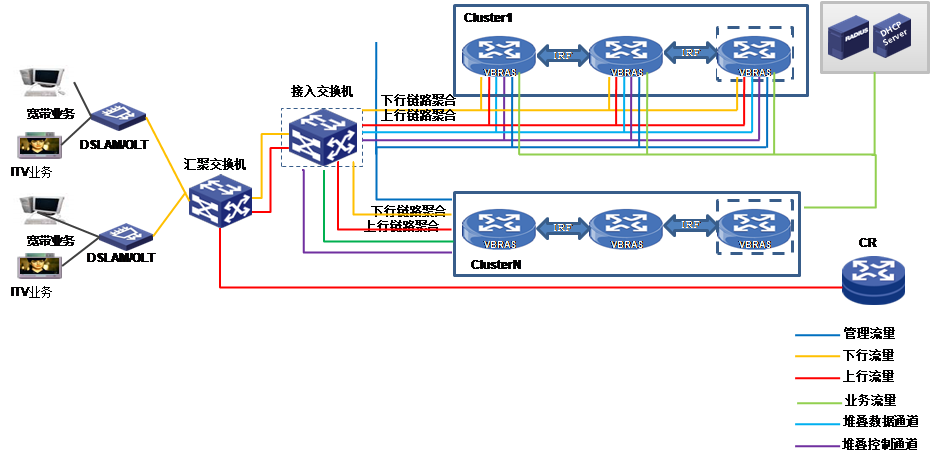 Cluster1
VBRAS
IRF
VBRAS
IRF
VBRAS
RADIUS
DHCP
Server
接入交换机
下行链路聚合
上行链路聚合
宽带业务
DSLAM/OLT
ITV业务
汇聚交换机
宽带业务
DSLAM/OLT
ITV业务
下行链路聚合
上行链路聚合
VBRAS
IRF
VBRAS
IRF
VBRAS
ClusterN
CR
管理流量
下行流量
上行流量
业务流量
堆叠数据通道
堆叠控制通道